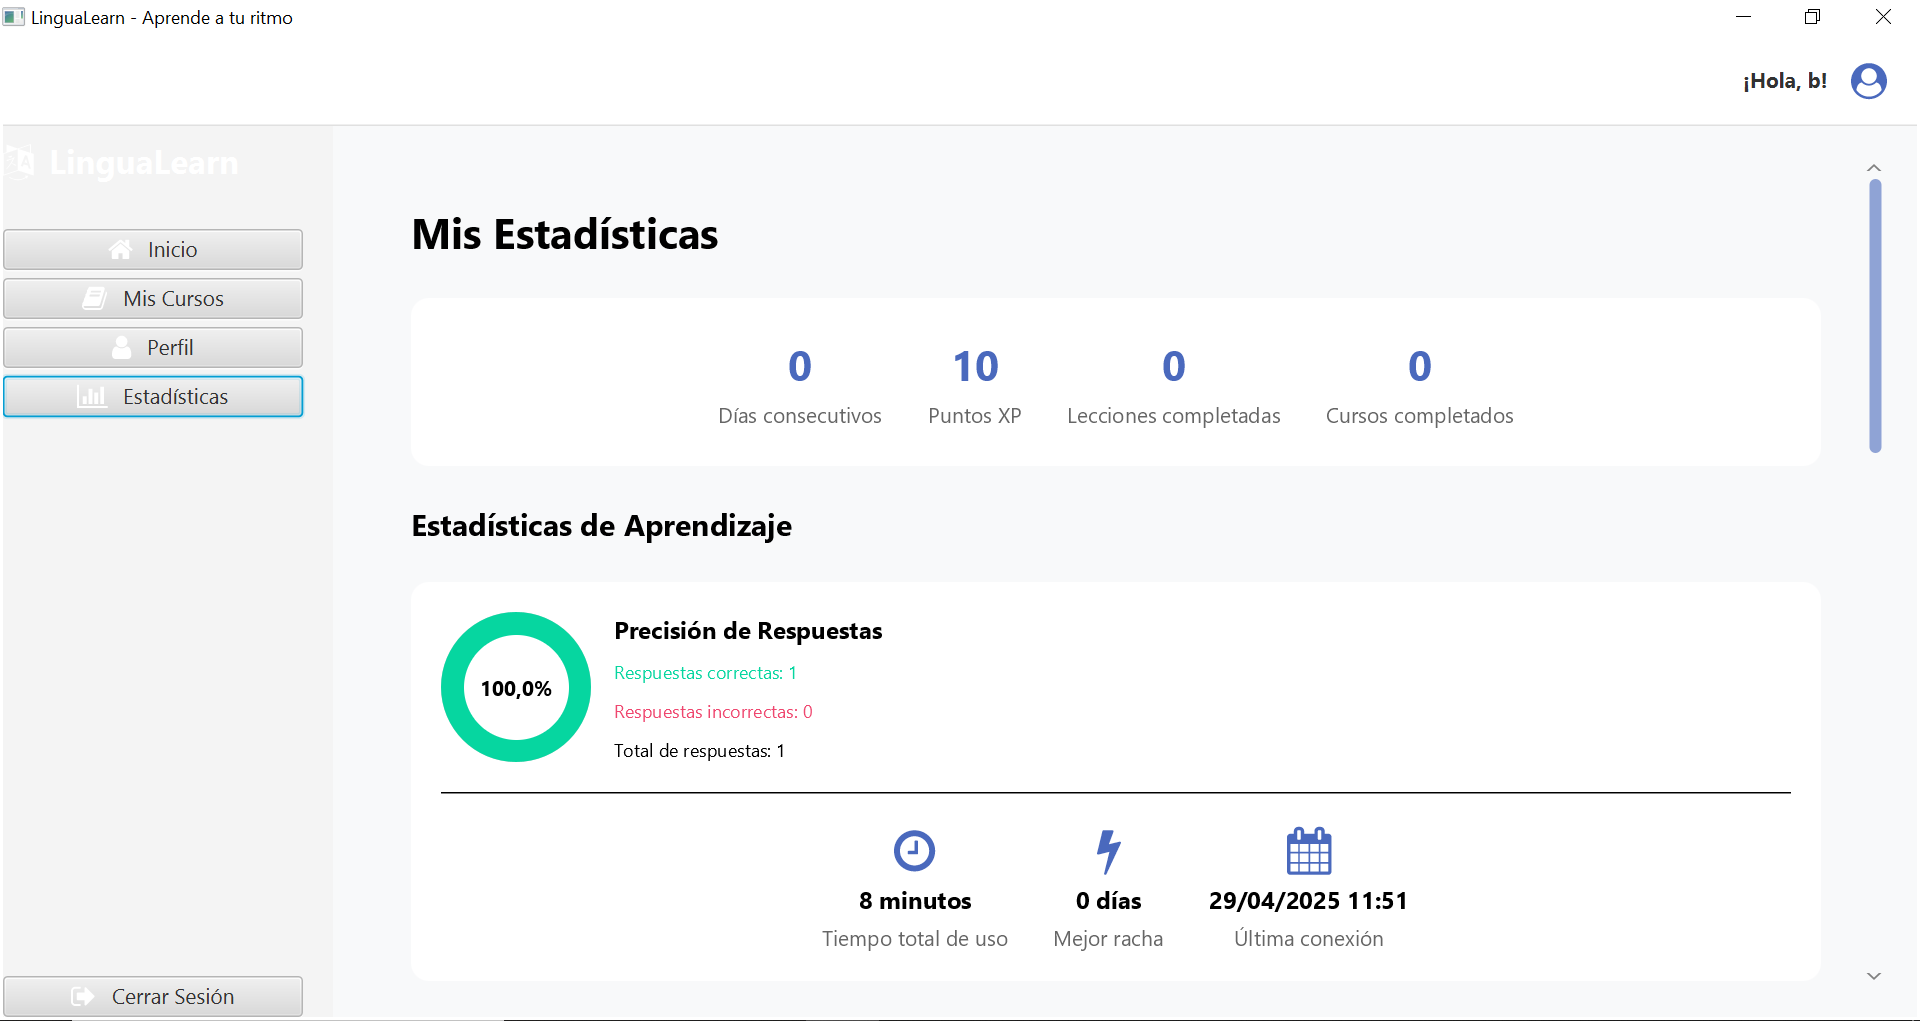 LinguaLearn - Aprende a tu ritmo
¡Hola, b!
LinguaLearn
Inicio
Mis Cursos
Perfil
Estadísticas
Cerrar Sesión
Mis Estadísticas
0
Días consecutivos
10
Puntos XP
0
Lecciones completadas
0
Cursos completados
Estadísticas de Aprendizaje
100,0%
Precisión de Respuestas
Respuestas correctas: 1
Respuestas incorrectas: 0
Total de respuestas: 1
8 minutos
Tiempo total de uso
0 días
Mejor racha
29/04/2025 11:51
Última conexión